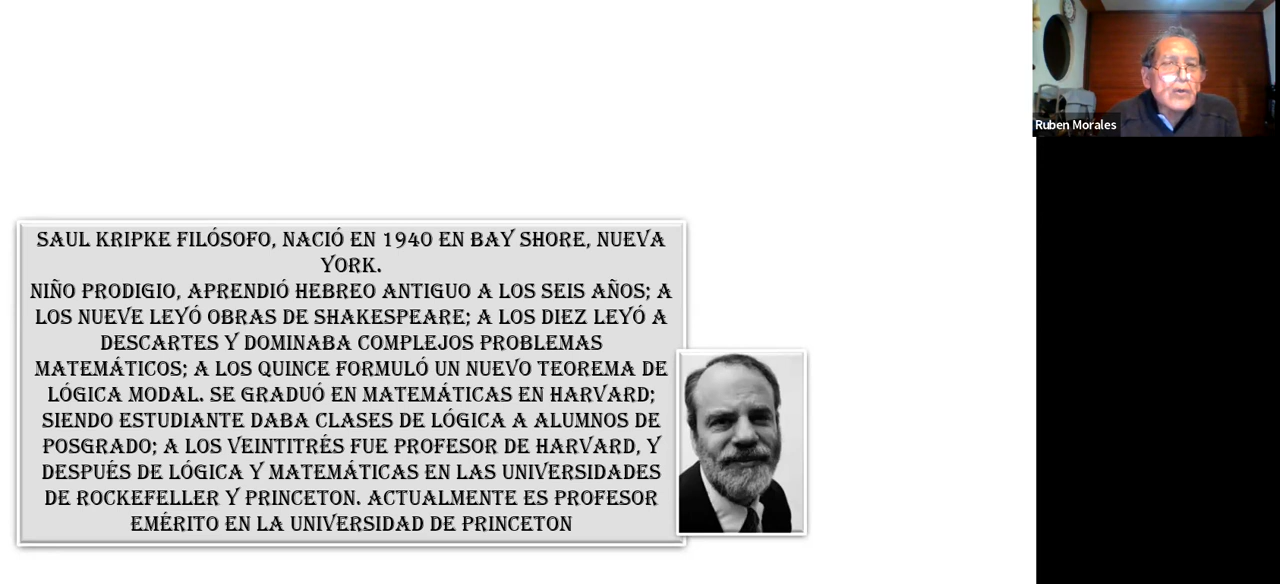 SAUL KRIPKE FILÓSOFO, NACIÓ EN 1940 EN BAY SHORE, NUEVA
YORK.
NIÑO PRODIGIO, APRENDIÓ HEBREO ANTIGUO A LOS SEIS AÑOS; A
LOS NUEVE LEYÓ OBRAS DE SHAKESPEARE; A LOS DIEZ LEYÓ A
DESCARTES Y DOMINABA COMPLEJOS PROBLEMAS
MATEMÁTICOS; A LOS QUINCE FORMULÓ UN NUEVO TEOREMA DE
LÓGICA MODAL. SE GRADUÓ EN MATEMÁTICAS EN HARVARD;
SIENDO ESTUDIANTE DABA CLASES DE LÓGICA A ALUMNOS DE
POSGRADO; A LOS VEINTITRÉS FUE PROFESOR DE HARVARD, Y
DESPUÉS DE LÓGICA Y MATEMÁTICAS EN LAS UNIVERSIDADES
DE ROCKEFELLER Y PRINCETON. ACTUALMENTE ES PROFESOR
EMÉRITO EN LA UNIVERSIDAD DE PRINCETON
Ruben Morales